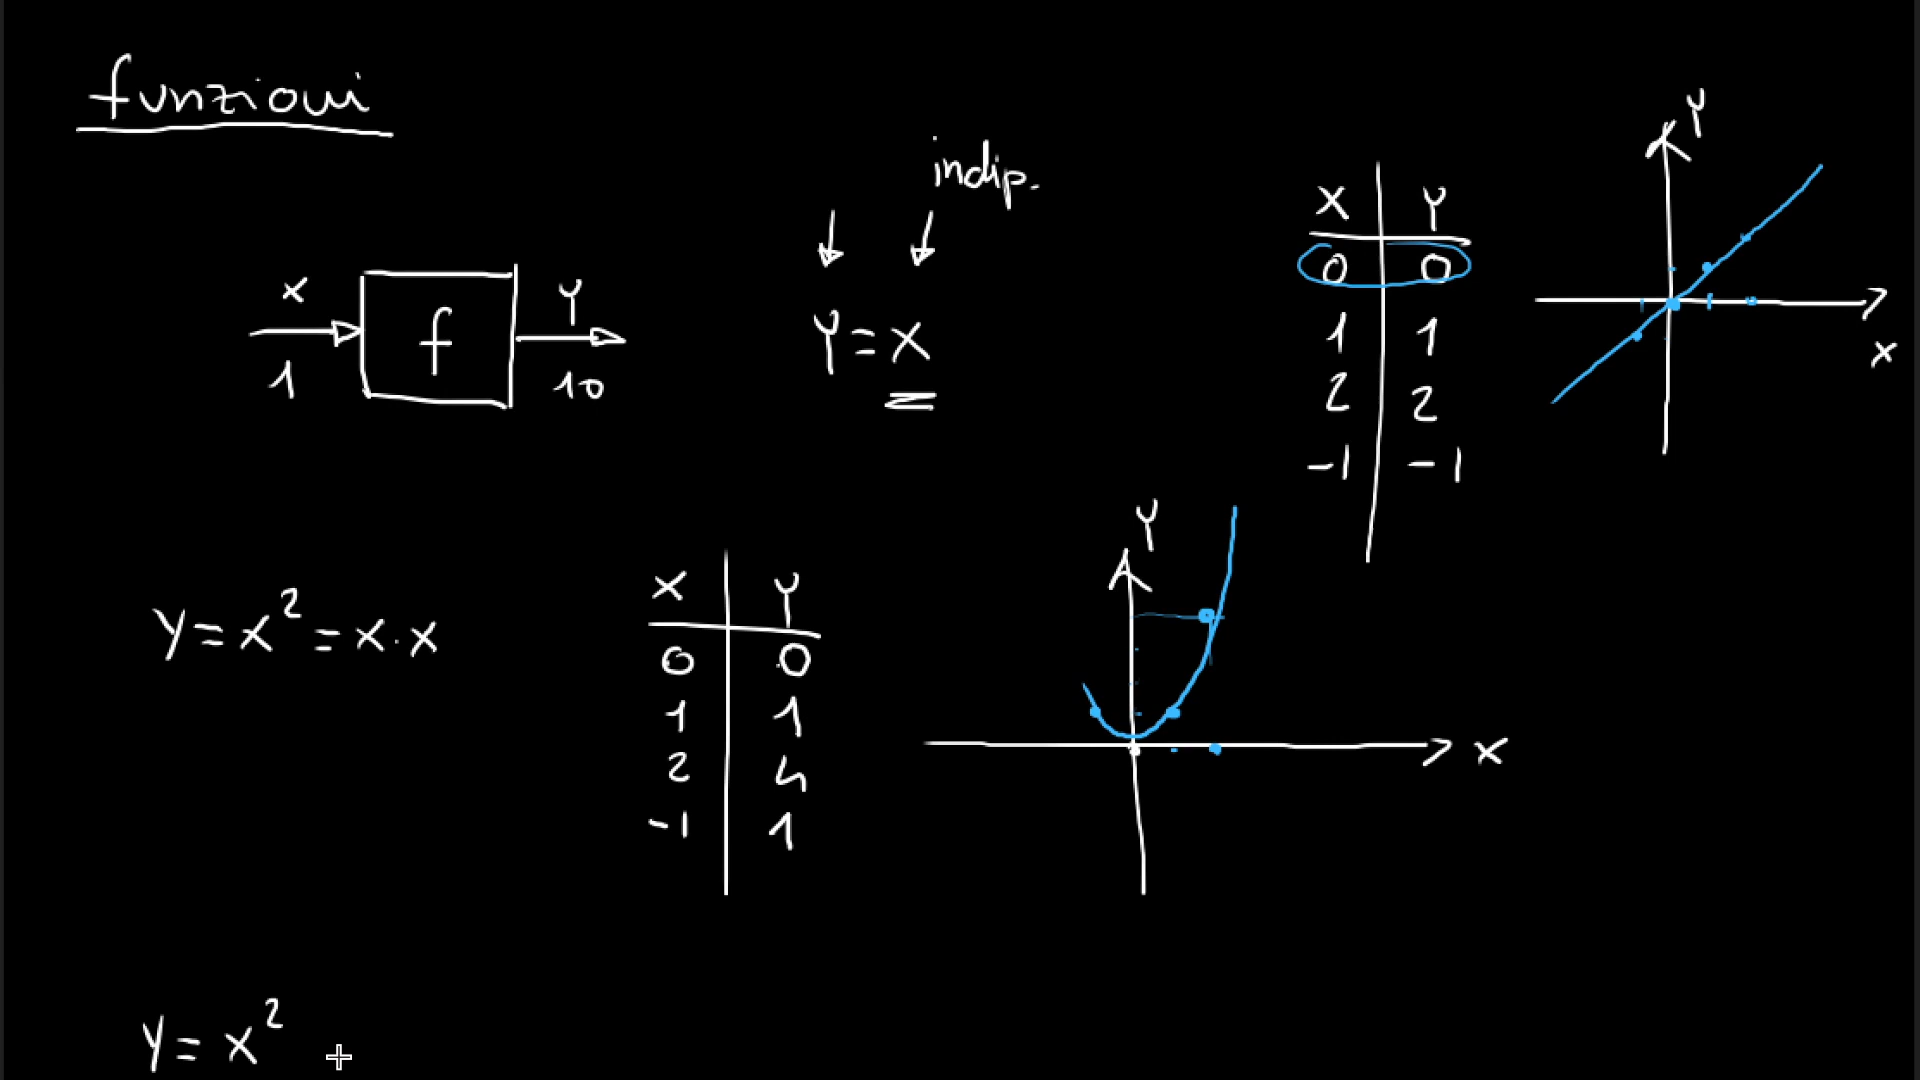 funzioni
indip.
x
f
Y
1
10
Y = x
X Y
0 0
1 1
2 2
-1 -1
Y
x
y = x² = x · x
X Y
0 0
1 1
2 4
-1 1
Y
X
y = x²